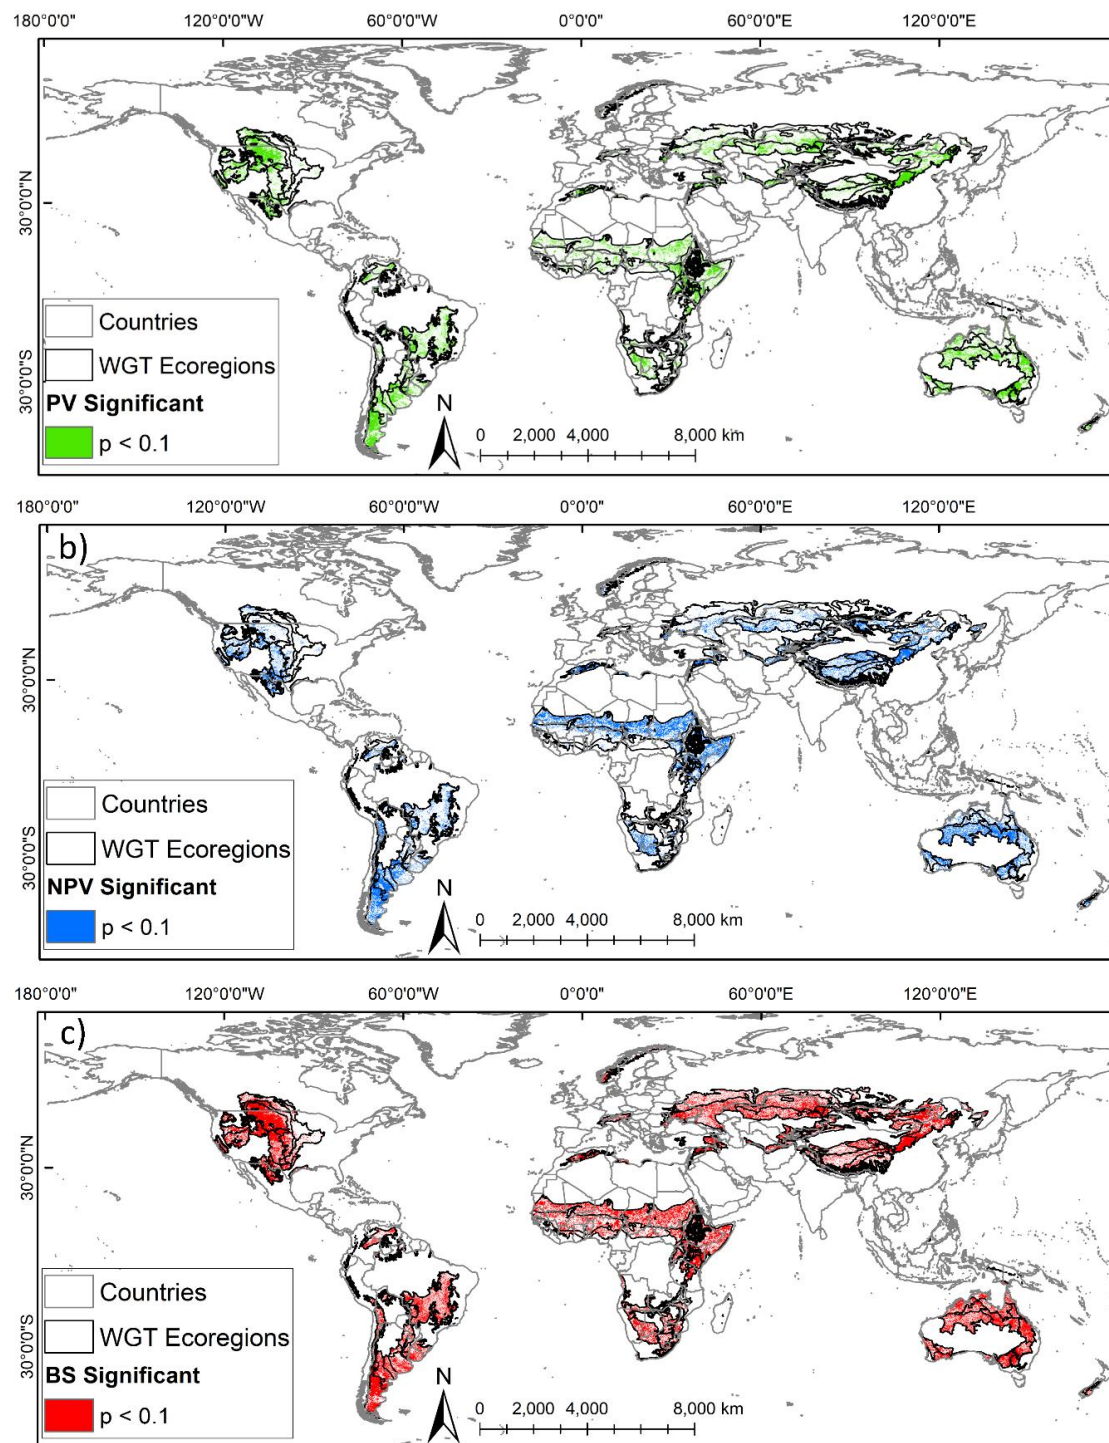 180°0'0" 120°0'0"W 60°0'0"W 0°0'0" 60°0'0"E 120°0'0"E
30°0'0"N
30°0'0"S
Countries
WGT Ecoregions
PV Significant
p < 0.1
N
0 2,000 4,000 8,000 km
180°0'0" 120°0'0"W 60°0'0"W 0°0'0" 60°0'0"E 120°0'0"E
b)
30°0'0"N
30°0'0"S
Countries
WGT Ecoregions
NPV Significant
p < 0.1
N
0 2,000 4,000 8,000 km
180°0'0" 120°0'0"W 60°0'0"W 0°0'0" 60°0'0"E 120°0'0"E
c)
30°0'0"N
30°0'0"S
Countries
WGT Ecoregions
BS Significant
p < 0.1
N
0 2,000 4,000 8,000 km